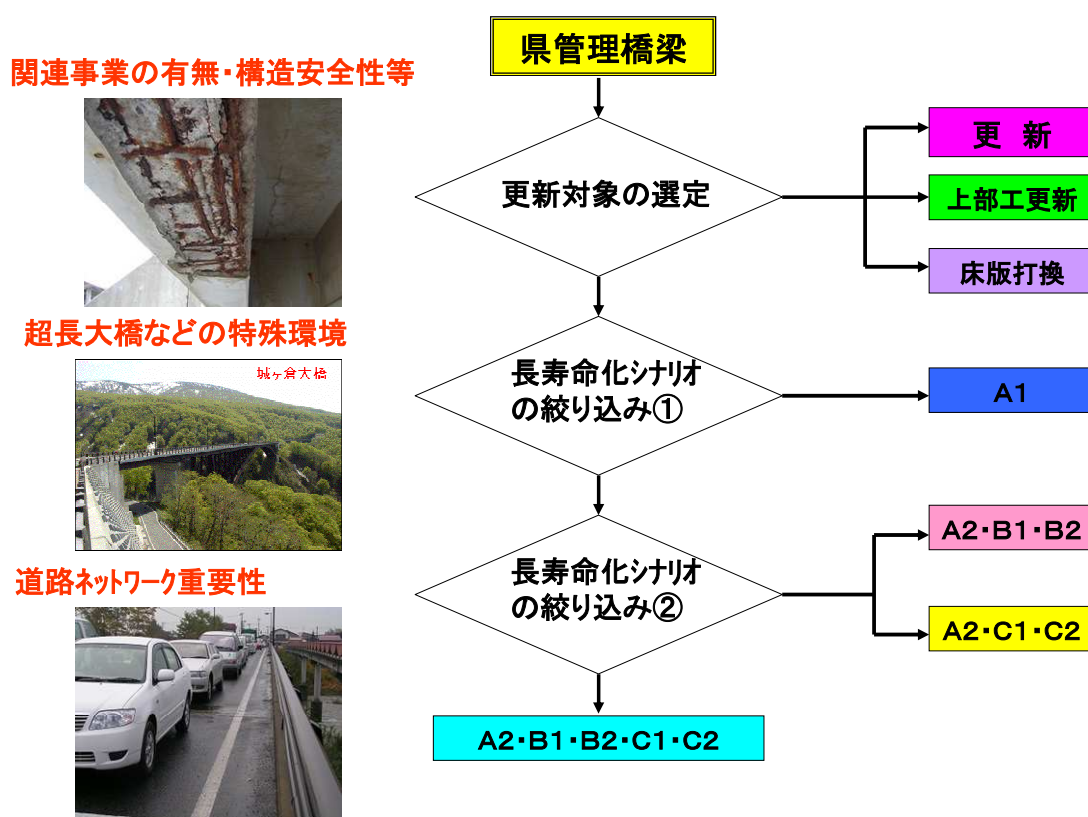 県管理橋梁
関連事業の有無・構造安全性等
更新対象の選定
更 新
上部工更新
床版打換
超長大橋などの特殊環境
城ヶ倉大橋
長寿命化シナリオ
の絞り込み①
A1
道路ネットワーク重要性
長寿命化シナリオ
の絞り込み②
A2・B1・B2
A2・C1・C2
A2・B1・B2・C1・C2